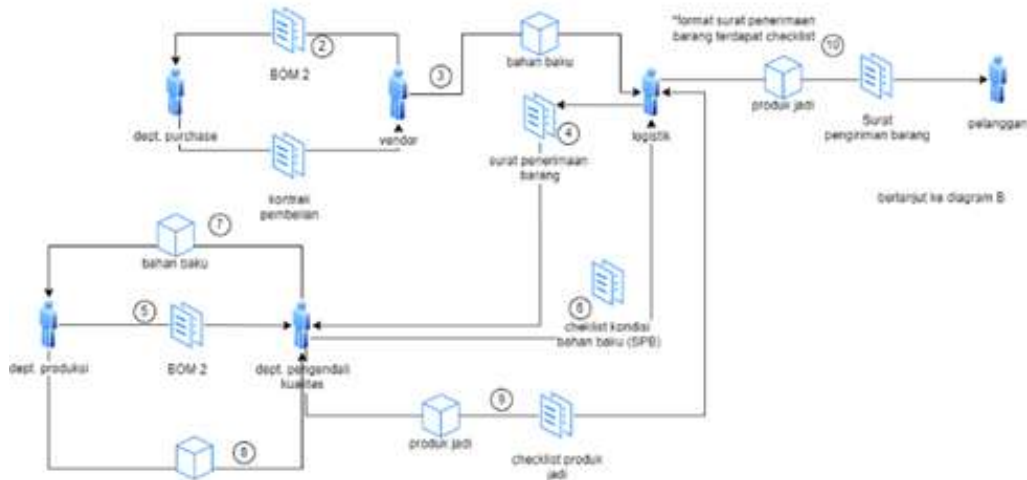 2
BOM 2
dept. purchase
vendor
3
bahan baku
*format surat penerimaan
barang terdapat checklist
10
produk jadi
Surat
pengiriman barang
pelanggan
logistik
4
surat penerimaan
barang
kontrak
pembelian
berlanjut ke diagram B
7
bahan baku
5
BOM 2
dept. produksi
dept. pengendali
kualitas
6
cheklist kondisi
bahan baku (SPB)
9
produk jadi
checklist produk
jadi
8